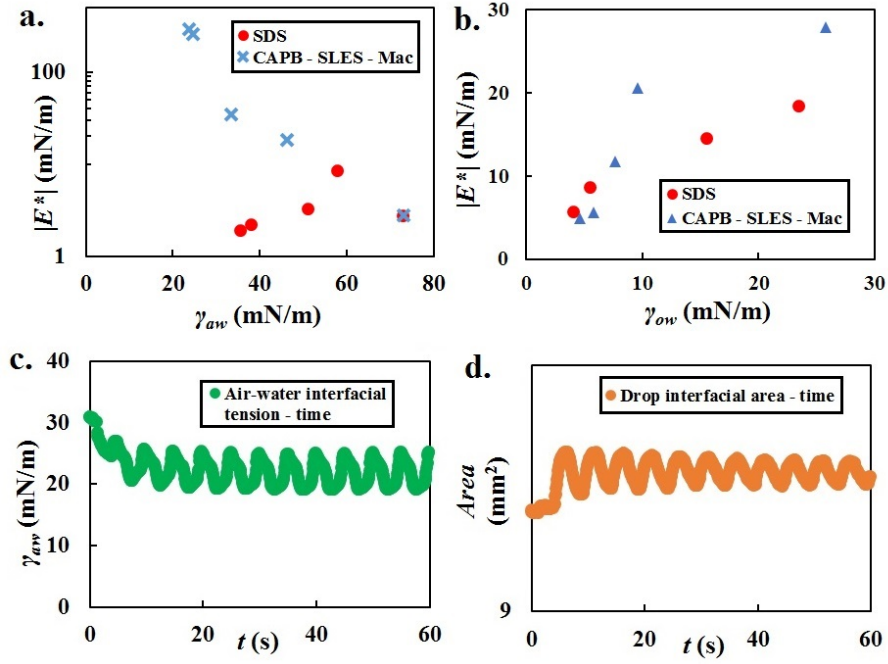 a.
|E*| (mN/m)
100
1
SDS
CAPB - SLES - Mac
0 20 40 60 80
γaw (mN/m)
b.
|E*| (mN/m)
30
20
10
0
SDS
CAPB - SLES - Mac
0 10 20 30
γow (mN/m)
c.
γaw
(mN/m)
40
30
20
10
0
Air-water interfacial
tension - time
0 20 40 60
t (s)
d.
Area
(mm²)
9
Drop interfacial area - time
0 20 40 60
t (s)